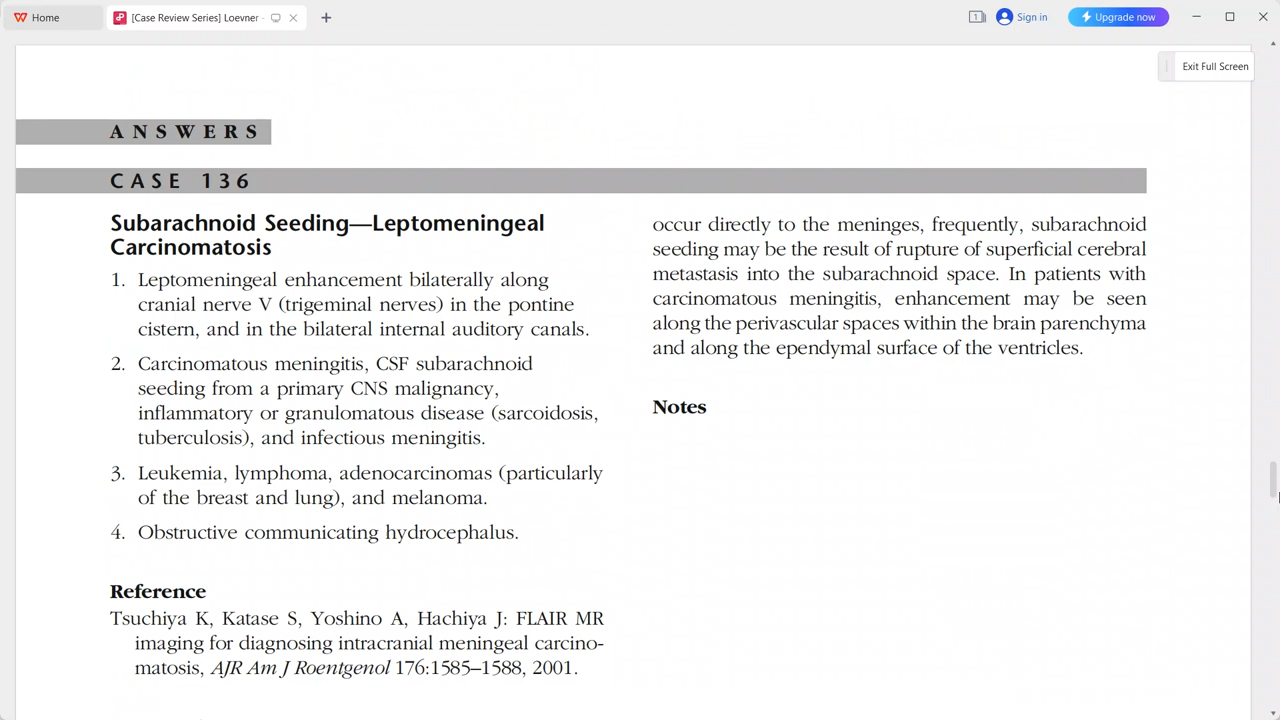 Home
[Case Review Series] Loevner -
Sign in
Upgrade now
Exit Full Screen
ANSWERS
CASE 136
Subarachnoid Seeding—Leptomeningeal
Carcinomatosis
1. Leptomeningeal enhancement bilaterally along
cranial nerve V (trigeminal nerves) in the pontine
cistern, and in the bilateral internal auditory canals.
2. Carcinomatous meningitis, CSF subarachnoid
seeding from a primary CNS malignancy,
inflammatory or granulomatous disease (sarcoidosis,
tuberculosis), and infectious meningitis.
3. Leukemia, lymphoma, adenocarcinomas (particularly
of the breast and lung), and melanoma.
4. Obstructive communicating hydrocephalus.
Reference
Tsuchiya K, Katase S, Yoshino A, Hachiya J: FLAIR MR
imaging for diagnosing intracranial meningeal carcino-
matosis, AJR Am J Roentgenol 176:1585–1588, 2001.
occur directly to the meninges, frequently, subarachnoid
seeding may be the result of rupture of superficial cerebral
metastasis into the subarachnoid space. In patients with
carcinomatous meningitis, enhancement may be seen
along the perivascular spaces within the brain parenchyma
and along the ependymal surface of the ventricles.
Notes